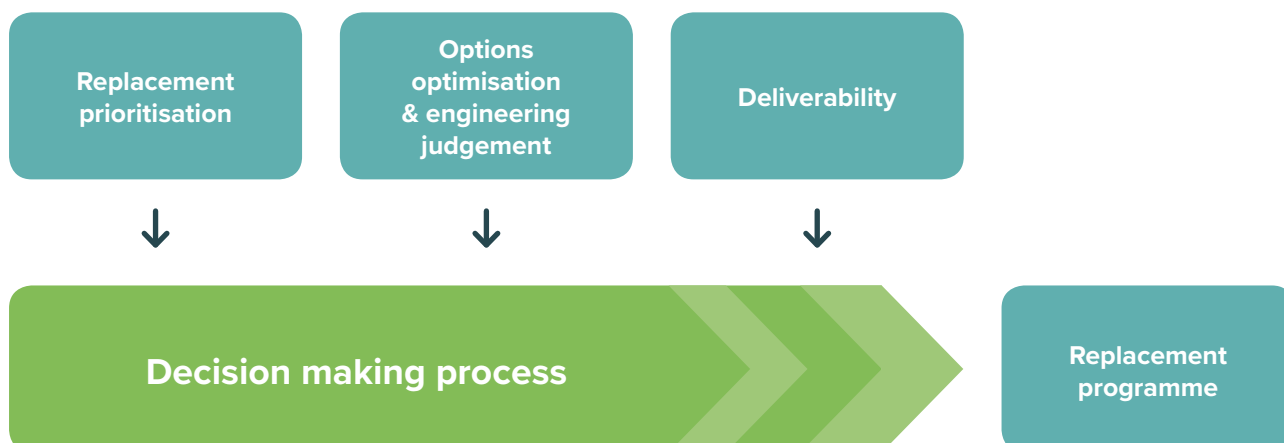 Replacement
prioritisation
Options
optimisation
& engineering
judgement
Deliverability
Decision making process
Replacement
programme